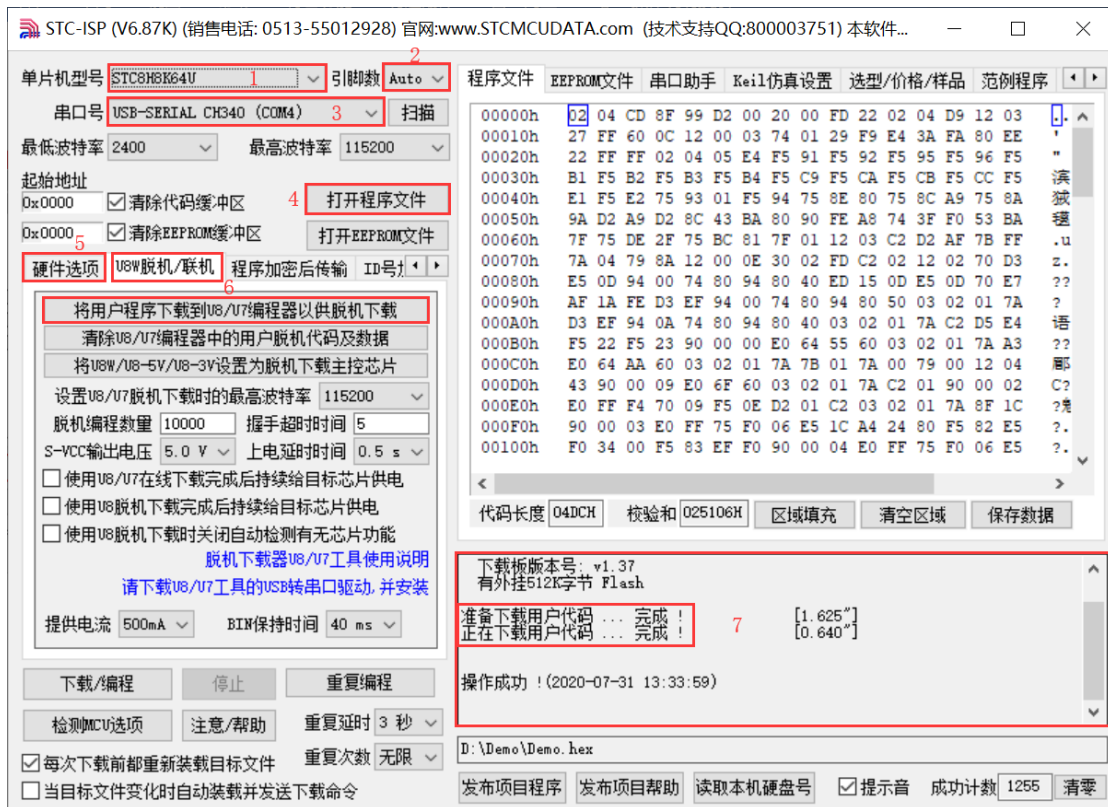 STC-ISP (V6.87K) (销售电话: 0513-55012928) 官网:www.STCMCUDATA.com (技术支持QQ:800003751) 本软件...
单片机型号 STC8H8K64U 1 引脚数 Auto 2
串口号 USB-SERIAL CH340 (COM4) 3 扫描
最低波特率 2400 最高波特率 115200
起始地址
0x0000 清除代码缓冲区 4 打开程序文件
0x0000 清除EEPROM缓冲区 打开EEPROM文件
5
硬件选项 U8W脱机/联机 程序加密后传输 ID号
6
将用户程序下载到U8/U7编程器以供脱机下载
清除U8/U7编程器中的用户脱机代码及数据
将U8W/U8-5V/U8-3V设置为脱机下载主控芯片
设置U8/U7脱机下载时的最高波特率 115200
脱机编程数量 10000 握手超时时间 5
S-VCC输出电压 5.0 V 上电延时时间 0.5 s
使用U8/U7在线下载完成后持续给目标芯片供电
使用U8脱机下载完成后持续给目标芯片供电
使用U8脱机下载时关闭自动检测有无芯片功能
脱机下载器U8/U7工具使用说明
请下载U8/U7工具的USB转串口驱动,并安装
提供电流 500mA BIN保持时间 40 ms
下载/编程 停止 重复编程
检测MCU选项 注意/帮助 重复延时 3 秒
每次下载前都重新装载目标文件 重复次数 无限
当目标文件变化时自动装载并发送下载命令
程序文件 EEPROM文件 串口助手 Keil仿真设置 选型/价格/样品 范例程序
00000h 02 04 CD 8F 99 D2 00 20 00 FD 22 02 04 D9 12 03 ..
00010h 27 FF 60 0C 12 00 03 74 01 29 F9 E4 3A FA 80 EE '
00020h 22 FF FF 02 04 05 E4 F5 91 F5 92 F5 95 F5 96 F5 "
00030h B1 F5 B2 F5 B3 F5 B4 F5 C9 F5 CA F5 CB F5 CC F5 滨
00040h E1 F5 E2 75 93 01 F5 94 75 8E 80 75 8C A9 75 8A
00050h 9A D2 A9 D2 8C 43 BA 80 90 FE A8 74 3F F0 53 BA
00060h 7F 75 DE 2F 75 BC 81 7F 01 12 03 C2 D2 AF 7B FF .u
00070h 7A 04 79 8A 12 00 0E 30 02 FD C2 02 12 02 70 D3 z.
00080h E5 0D 94 00 74 80 94 80 40 ED 15 0D E5 0D 70 E7 ??
00090h AF 1A FE D3 EF 94 00 74 80 94 80 50 03 02 01 7A ?
000A0h D3 EF 94 0A 74 80 94 80 40 03 02 01 7A C2 D5 E4 语
000B0h F5 22 F5 23 90 00 00 E0 64 55 60 03 02 01 7A A3 ??
000C0h E0 64 AA 60 03 02 01 7A 7B 01 7A 00 79 00 12 04
000D0h 43 90 00 09 E0 6F 60 03 02 01 7A C2 01 90 00 02 C?
000E0h E0 FF F4 70 09 F5 0E D2 01 C2 03 02 01 7A 8F 1C ?
000F0h 90 00 03 E0 FF 75 F0 06 E5 1C A4 24 80 F5 82 E5 ?.
00100h F0 34 00 F5 83 EF F0 90 00 04 E0 FF 75 F0 06 E5 ?.
代码长度 04DCH 校验和 025106H 区域填充 清空区域 保存数据
下载板版本号: v1.37
有外挂512K字节 Flash
准备下载用户代码 ... 完成 ! [1.625"]
正在下载用户代码 ... 完成 ! [0.640"]
7
操作成功 !(2020-07-31 13:33:59)
D:\Demo\Demo.hex
发布项目程序 发布项目帮助 读取本机硬盘号 提示音 成功计数 1255 清零